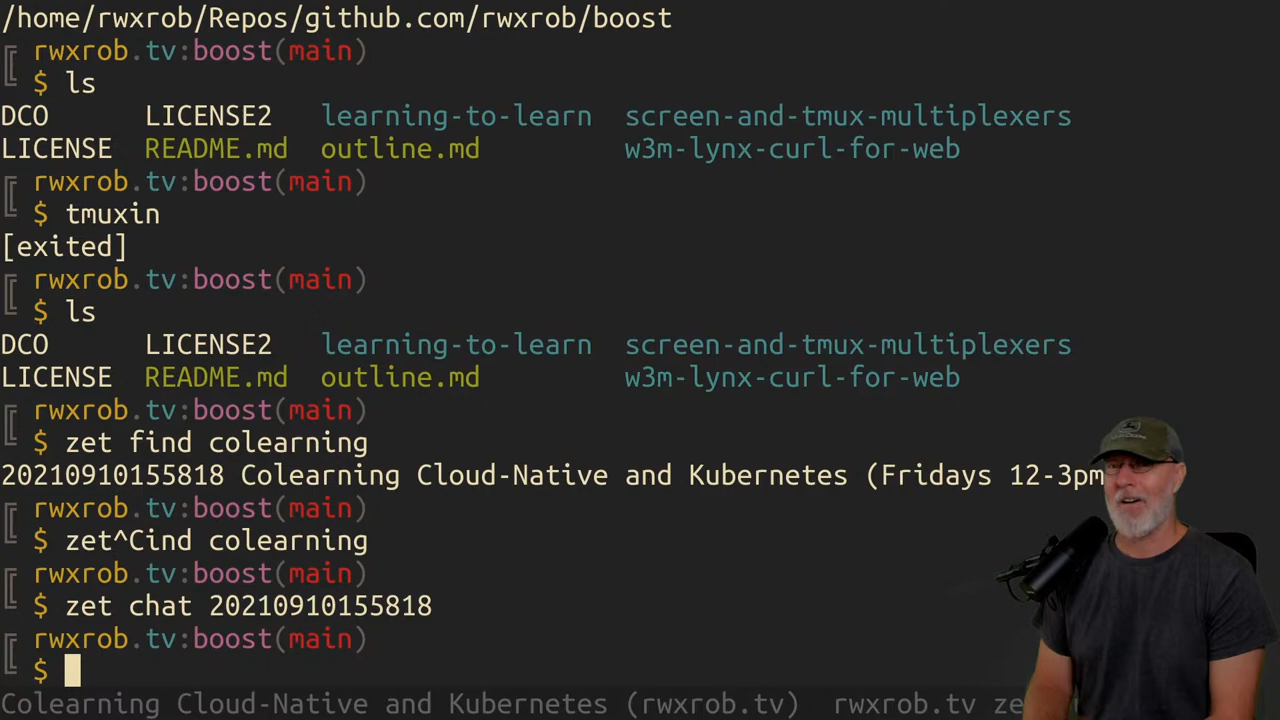 /home/rwxrob/Repos/github.com/rwxrob/boost
rwxrob.tv:boost(main)
$ ls
DCO LICENSE2 learning-to-learn screen-and-tmux-multiplexers
LICENSE README.md outline.md w3m-lynx-curl-for-web
rwxrob.tv:boost(main)
$ tmuxin
[exited]
rwxrob.tv:boost(main)
$ ls
DCO LICENSE2 learning-to-learn screen-and-tmux-multiplexers
LICENSE README.md outline.md w3m-lynx-curl-for-web
rwxrob.tv:boost(main)
$ zet find colearning
20210910155818 Colearning Cloud-Native and Kubernetes (Fridays 12-3pm
rwxrob.tv:boost(main)
$ zet^Cind colearning
rwxrob.tv:boost(main)
$ zet chat 20210910155818
rwxrob.tv:boost(main)
$
Colearning Cloud-Native and Kubernetes (rwxrob.tv) rwxrob.tv